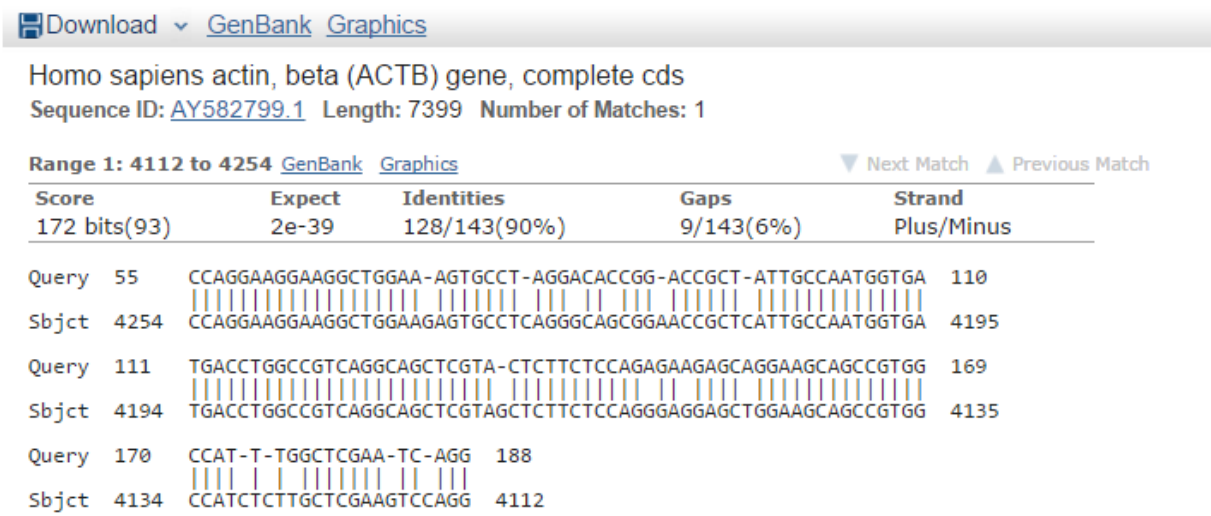 Download GenBank Graphics
Homo sapiens actin, beta (ACTB) gene, complete cds
Sequence ID: AY582799.1 Length: 7399 Number of Matches: 1
Range 1: 4112 to 4254 GenBank Graphics Next Match Previous Match
Score Expect Identities Gaps Strand
172 bits(93) 2e-39 128/143(90%) 9/143(6%) Plus/Minus
Query 55 CCAGGAAGGAAGGCTGGAA-AGTGCCT-AGGACACCGG-ACCGCT-ATTGCCAATGGTGA 110
Sbjct 4254 CCAGGAAGGAAGGCTGGAAGAGTGCCTCAGGGCAGCGGAACCGCTCATTGCCAATGGTGA 4195
Query 111 TGACCTGGCCGTCAGGCAGCTCGTA-CTCTTCTCCAGAGAAGAGCAGGAAGCAGCCGTGG 169
Sbjct 4194 TGACCTGGCCGTCAGGCAGCTCGTAGCTCTTCTCCAGGGAGGAGCTGGAAGCAGCCGTGG 4135
Query 170 CCAT-T-TGGCTCGAA-TC-AGG 188
Sbjct 4134 CCATCTCTTGCTCGAAGTCCAGG 4112